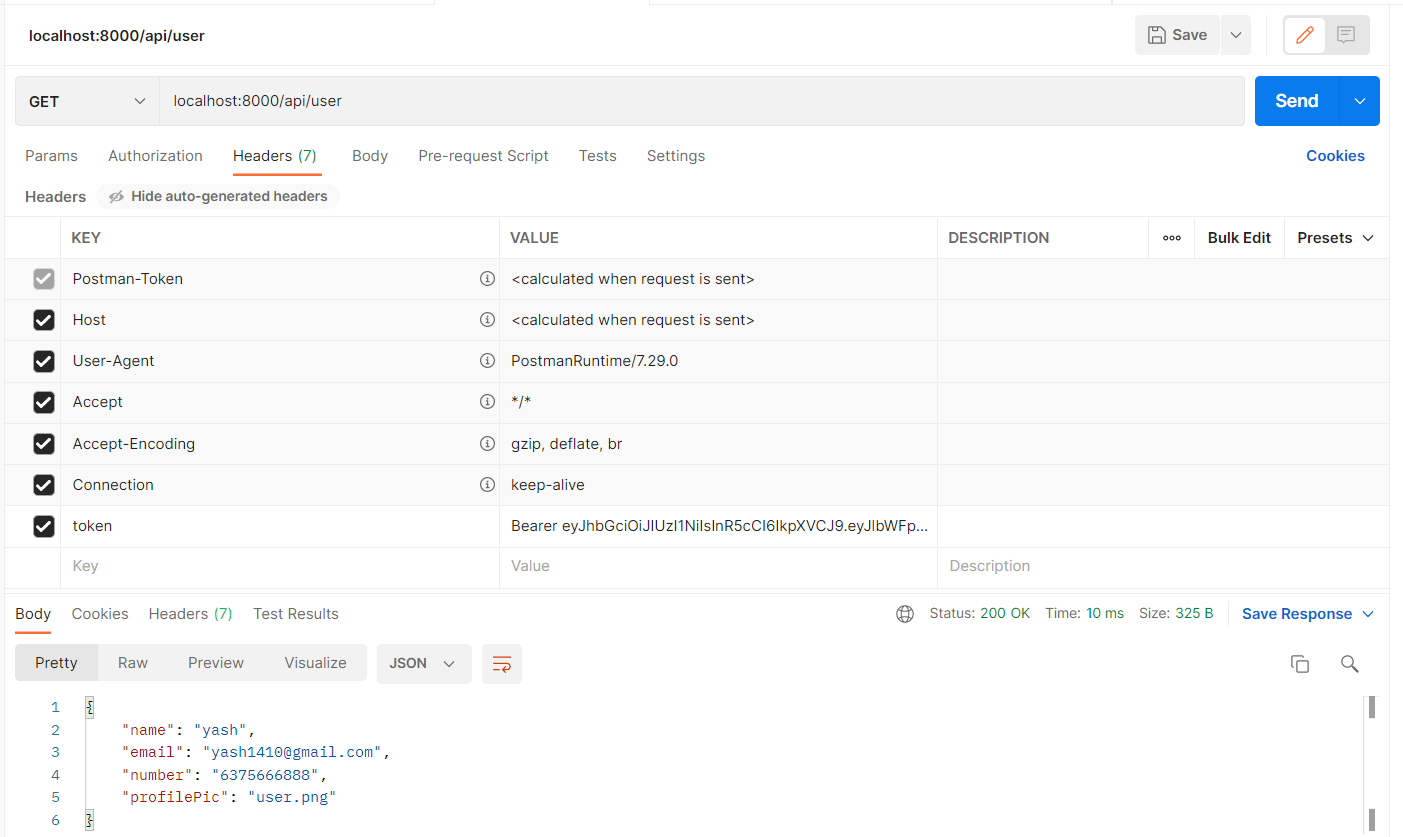 localhost:8000/api/user
Save
GET localhost:8000/api/user Send
Params Authorization Headers (7) Body Pre-request Script Tests Settings Cookies
Headers Hide auto-generated headers
KEY VALUE DESCRIPTION ooo Bulk Edit Presets
Postman-Token <calculated when request is sent>
Host <calculated when request is sent>
User-Agent PostmanRuntime/7.29.0
Accept */*
Accept-Encoding gzip, deflate, br
Connection keep-alive
token Bearer eyJhbGciOiJIUzI1NiIsInR5cCI6IkpXVCJ9.eyJlbWFp...
Key Value Description
Body Cookies Headers (7) Test Results Status: 200 OK Time: 10 ms Size: 325 B Save Response
Pretty Raw Preview Visualize JSON
1 {
2 "name": "yash",
3 "email": "yash1410@gmail.com",
4 "number": "6375666888",
5 "profilePic": "user.png"
6 }